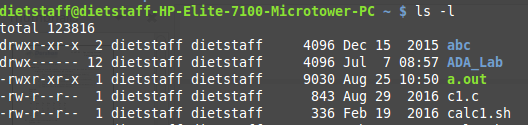 dietstaff@dietstaff-HP-Elite-7100-Microtower-PC ~ $ ls -l
total 123816
drwxr-xr-x  2 dietstaff dietstaff     4096 Dec 15  2015 abc
drwx------ 12 dietstaff dietstaff     4096 Jul  7 08:57 ADA_Lab
-rwxr-xr-x  1 dietstaff dietstaff     9030 Aug 25 10:50 a.out
-rw-r--r--  1 dietstaff dietstaff      843 Aug 29  2016 c1.c
-rw-r--r--  1 dietstaff dietstaff      336 Feb 19  2016 calc1.sh